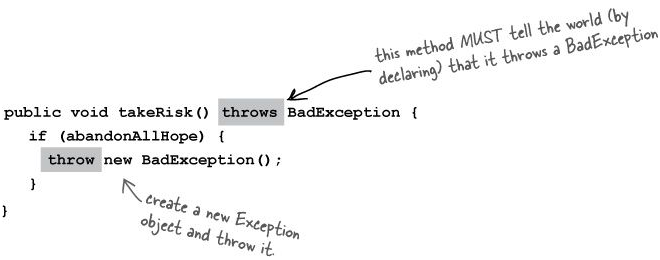 this method MUST tell the world (by
declaring) that it throws a BadException
public void takeRisk() throws BadException {
if (abandonAllHope) {
throw new BadException();
}
}
create a new Exception
object and throw it.